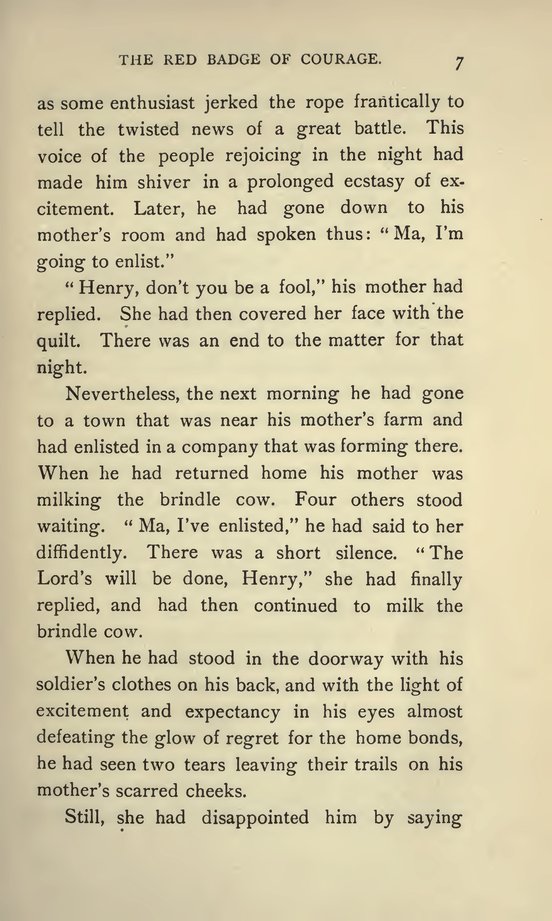 THE RED BADGE OF COURAGE. 7
as some enthusiast jerked the rope frantically to
tell the twisted news of a great battle. This
voice of the people rejoicing in the night had
made him shiver in a prolonged ecstasy of ex-
citement. Later, he had gone down to his
mother's room and had spoken thus: “Ma, I'm
going to enlist.”
“Henry, don't you be a fool,” his mother had
replied. She had then covered her face with the
quilt. There was an end to the matter for that
night.
Nevertheless, the next morning he had gone
to a town that was near his mother's farm and
had enlisted in a company that was forming there.
When he had returned home his mother was
milking the brindle cow. Four others stood
waiting. “Ma, I've enlisted,” he had said to her
diffidently. There was a short silence. “The
Lord's will be done, Henry,” she had finally
replied, and had then continued to milk the
brindle cow.
When he had stood in the doorway with his
soldier's clothes on his back, and with the light of
excitement and expectancy in his eyes almost
defeating the glow of regret for the home bonds,
he had seen two tears leaving their trails on his
mother's scarred cheeks.
Still, she had disappointed him by saying